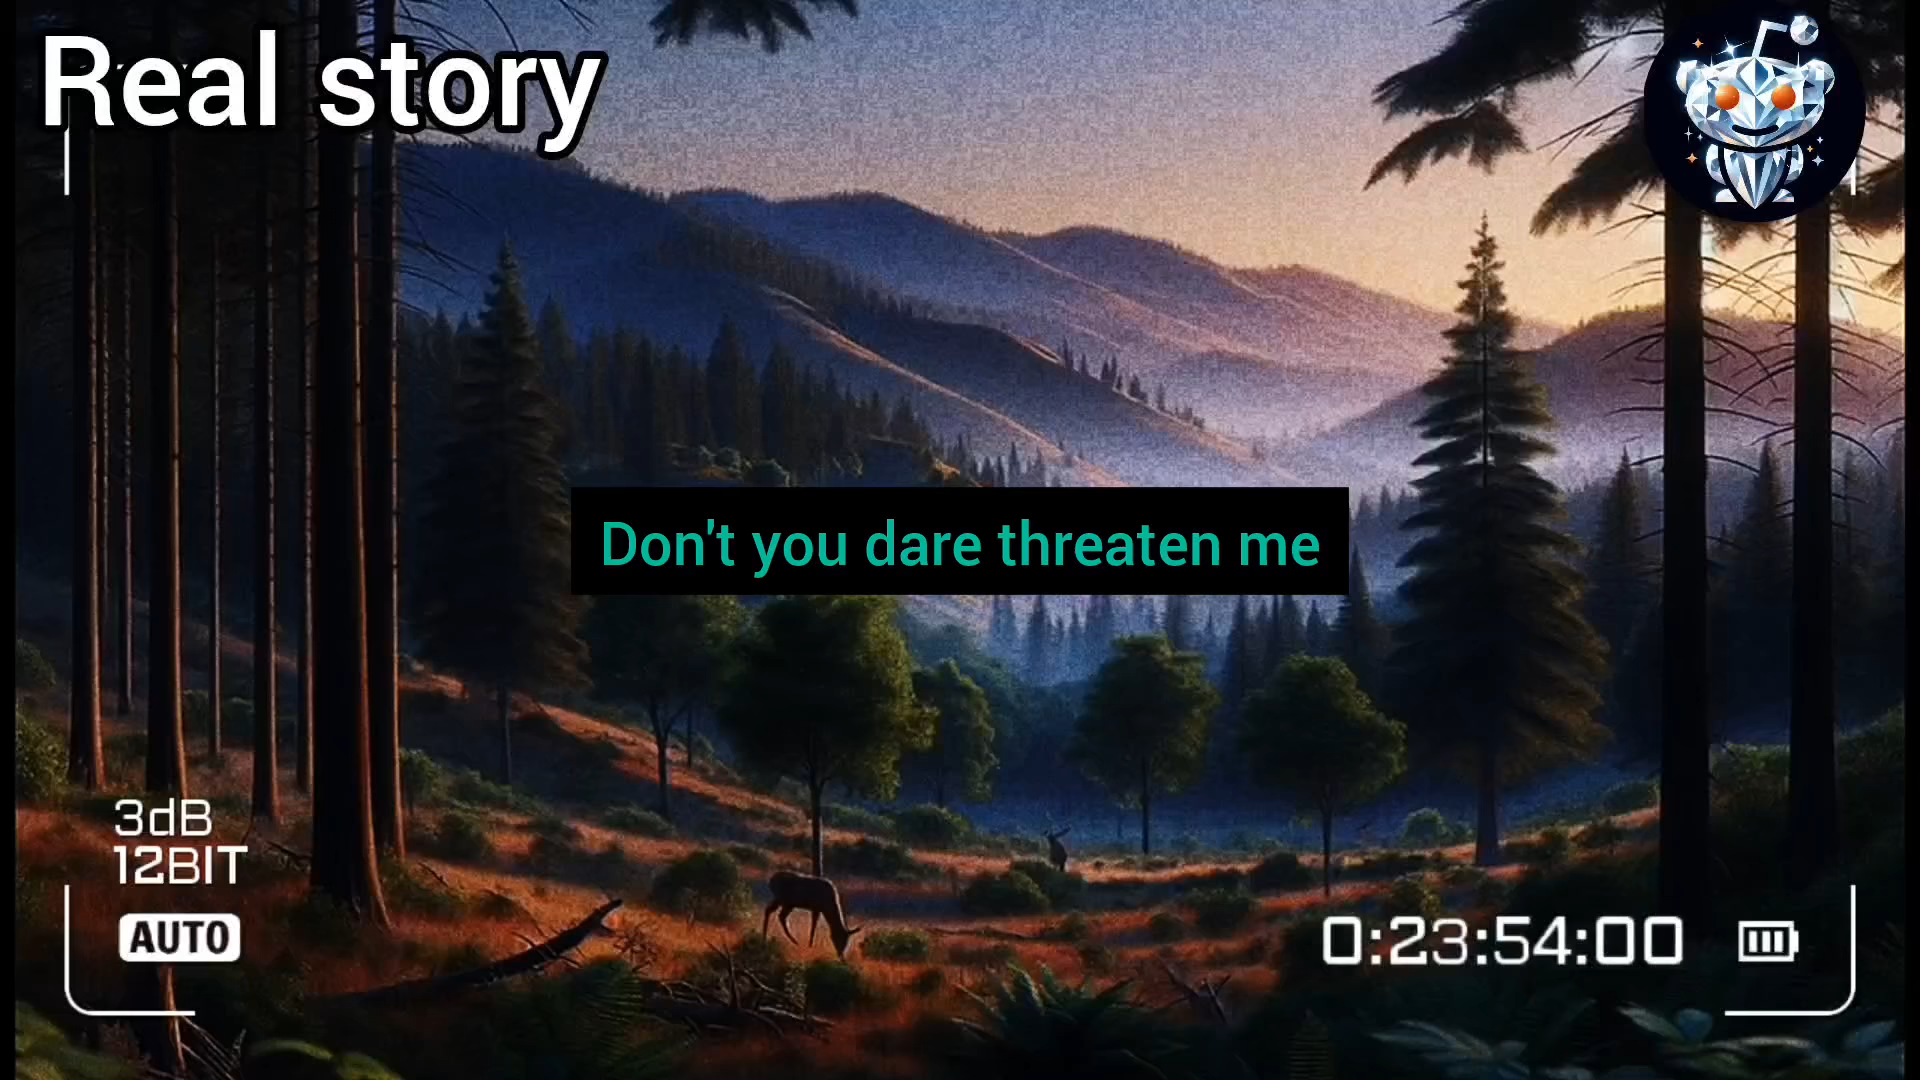 Real story
Don't you dare threaten me
3dB
12BIT
AUTO
0:23:54:00